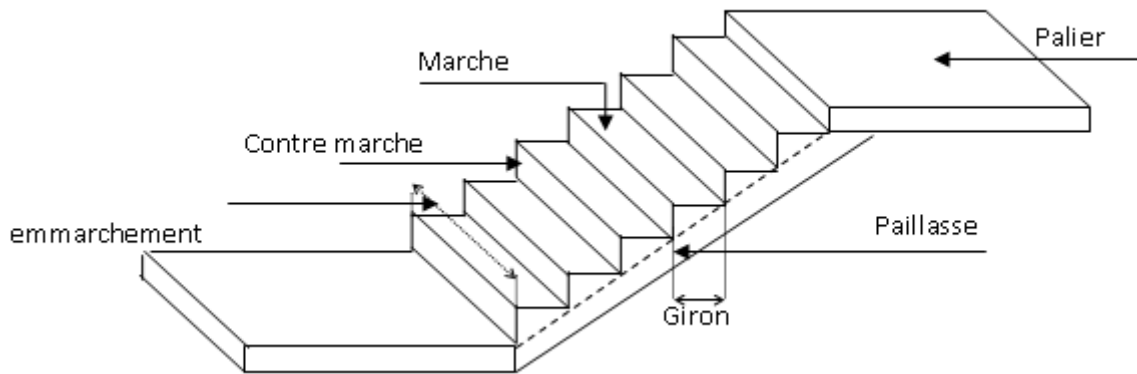 Palier
Marche
Contre marche
emmarchement
Paillasse
Giron